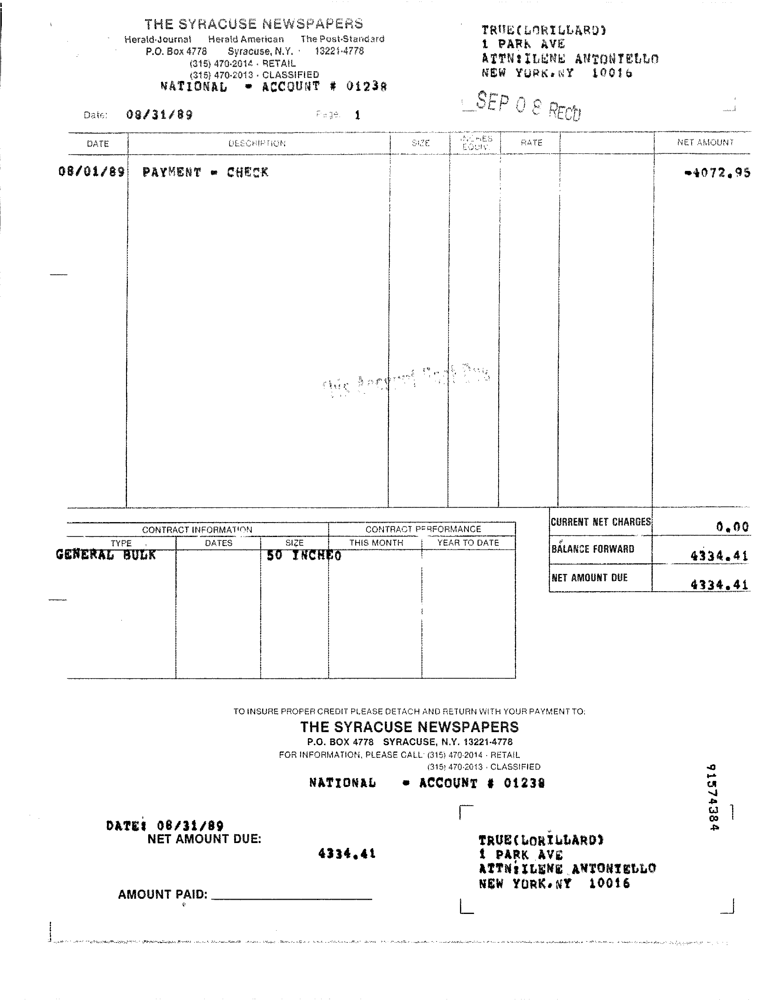 THE SYRACUSE NEWSPAPERS
Herald-Journal Herald American The Post-Standard
P.O. Box 4778 Syracuse, N.Y. 13221-4778
(315) 470-2014 - RETAIL
(315) 470-2013 - CLASSIFIED
NATIONAL - ACCOUNT # 01238
TRUE(LORILLARD)
1 PARK AVE
ATTN:ILENE ANTONIELLO
NEW YORK.NY 10016
SEP 08 REC'D
Date: 08/31/89 Page: 1
DATE DESCRIPTION SIZE INCHES EQUIV. RATE NET AMOUNT
08/01/89 PAYMENT - CHECK -4072.95
This Account Past Due
CURRENT NET CHARGES 0.00
BALANCE FORWARD 4334.41
NET AMOUNT DUE 4334.41
CONTRACT INFORMATION CONTRACT PERFORMANCE
TYPE DATES SIZE THIS MONTH YEAR TO DATE
GENERAL BULK 50 INCHEO
TO INSURE PROPER CREDIT PLEASE DETACH AND RETURN WITH YOUR PAYMENT TO:
THE SYRACUSE NEWSPAPERS
P.O. BOX 4778 SYRACUSE, N.Y. 13221-4778
FOR INFORMATION, PLEASE CALL: (315) 470-2014 - RETAIL
(315) 470-2013 - CLASSIFIED
NATIONAL - ACCOUNT # 01238
91574384
DATE: 08/31/89
NET AMOUNT DUE:
4334.41
TRUE(LORILLARD)
1 PARK AVE
ATTN:ILENE ANTONIELLO
NEW YORK.NY 10016
AMOUNT PAID: